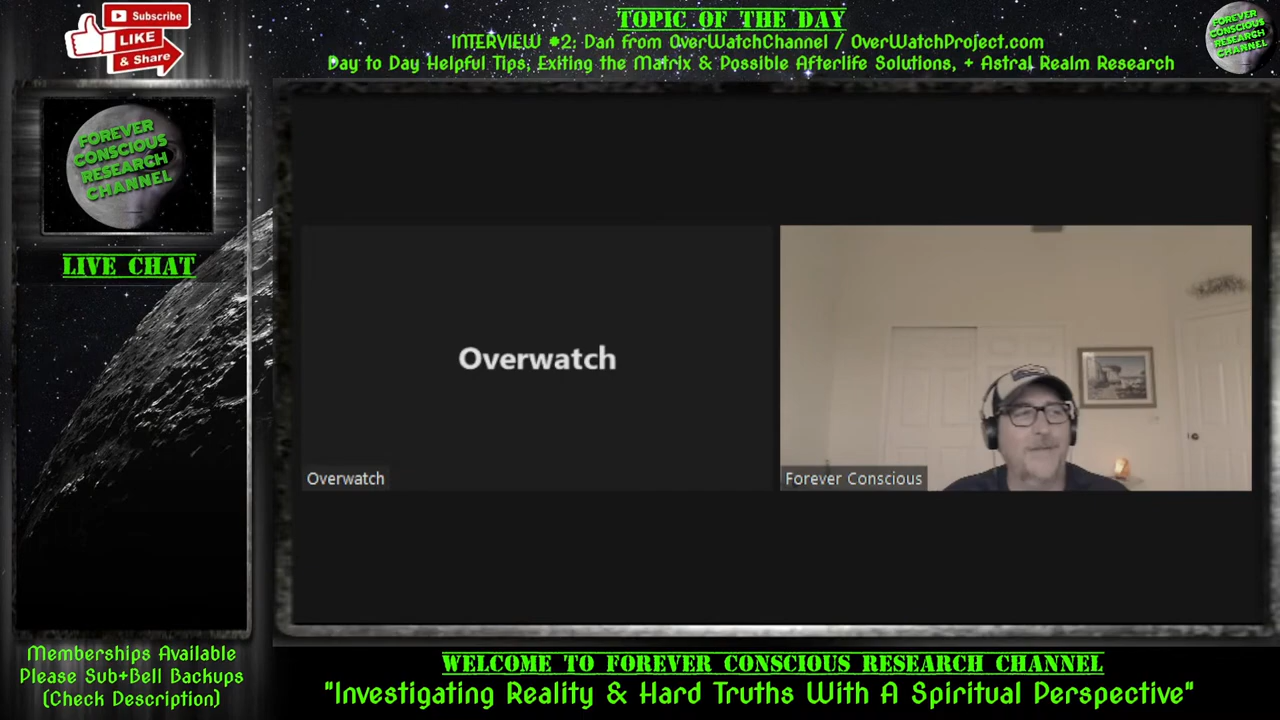 Subscribe
LIKE
& Share
TOPIC OF THE DAY
INTERVIEW #2: Dan from OverWatchChannel / OverWatchProject.com
Day to Day Helpful Tips, Exiting the Matrix & Possible Afterlife Solutions, + Astral Realm Research
FOREVER
CONSCIOUS
RESEARCH
CHANNEL
FOREVER
CONSCIOUS
RESEARCH
CHANNEL
LIVE CHAT
Overwatch
Overwatch
Forever Conscious
Memberships Available
Please Sub+Bell Backups
(Check Description)
WELCOME TO FOREVER CONSCIOUS RESEARCH CHANNEL
"Investigating Reality & Hard Truths With A Spiritual Perspective"